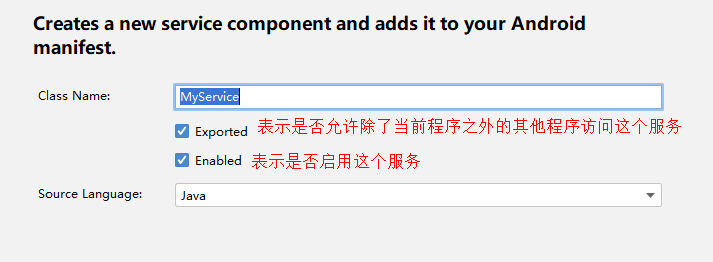 Creates a new service component and adds it to your Android
manifest.
Class Name: MyService
Exported 表示是否允许除了当前程序之外的其他程序访问这个服务
Enabled 表示是否启用这个服务
Source Language: Java